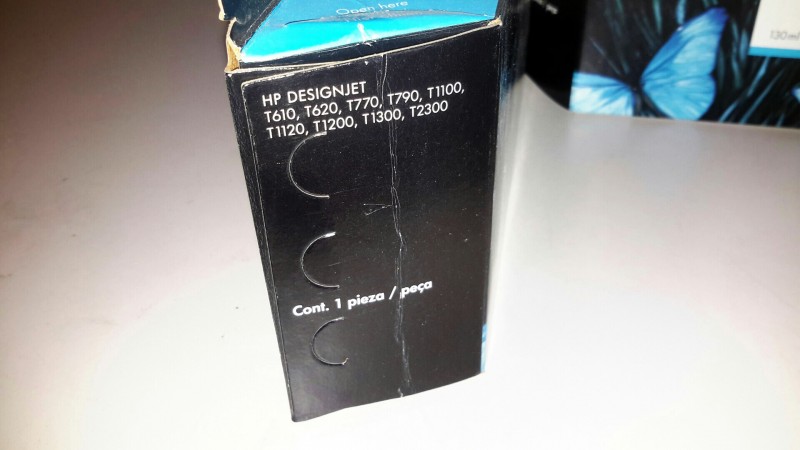 Open here
HP DESIGNJET
T610, T620, T770, T790, T1100,
T1120, T1200, T1300, T2300
Cont. 1 pieza / peça
130ml